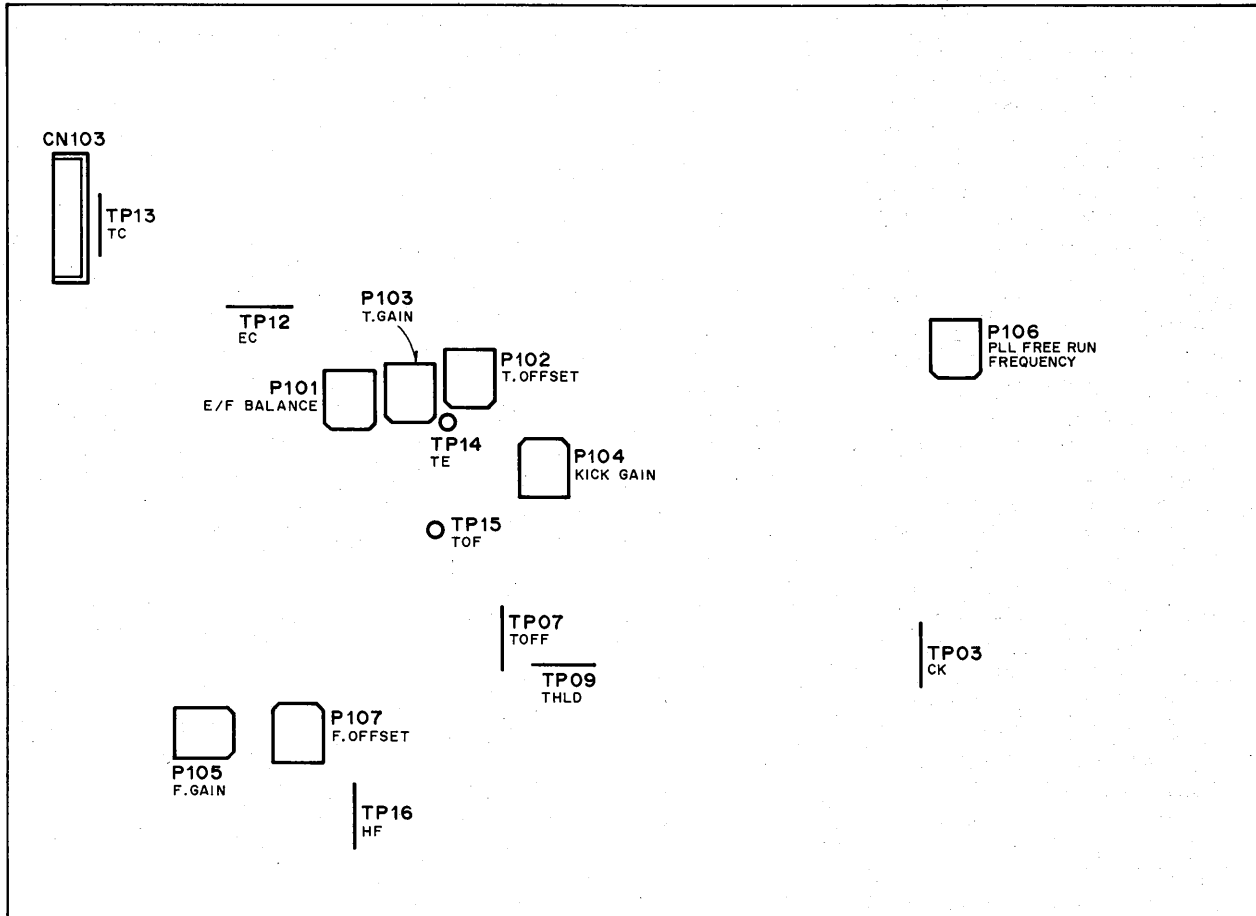 CN103
TP13
TC
P103
T.GAIN
TP12
EC
P106
PLL FREE RUN
FREQUENCY
P102
T.OFFSET
P101
E/F BALANCE
TP14
TE
P104
KICK GAIN
TP15
TOF
TP07
TOFF
TP03
CK
TP09
THLD
P107
F.OFFSET
P105
F.GAIN
TP16
HF